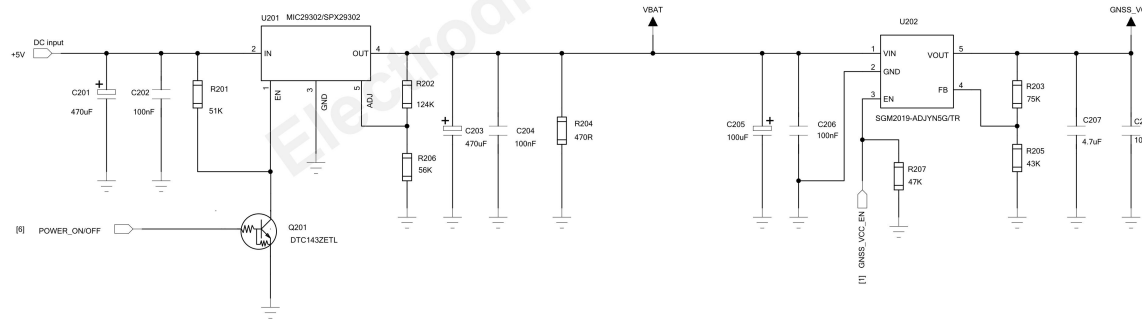 VBAT
GNSS_VC
U201 MIC29302/SPX29302
U202
DC input
+5V
2 IN
OUT 4
1 VIN
VOUT 5
2 GND
FB 4
3 EN
SGM2019-ADJYN5G/TR
1 EN
3 GND
5 ADJ
C201
470uF
+
C202
100nF
R201
51K
R202
124K
R206
56K
+
C203
470uF
C204
100nF
R204
470R
C205
100uF
+
C206
100nF
R207
47K
R203
75K
R205
43K
C207
4.7uF
C2
10
[1] GNSS_VCC_EN
[6] POWER_ON/OFF
Q201
DTC143ZETL